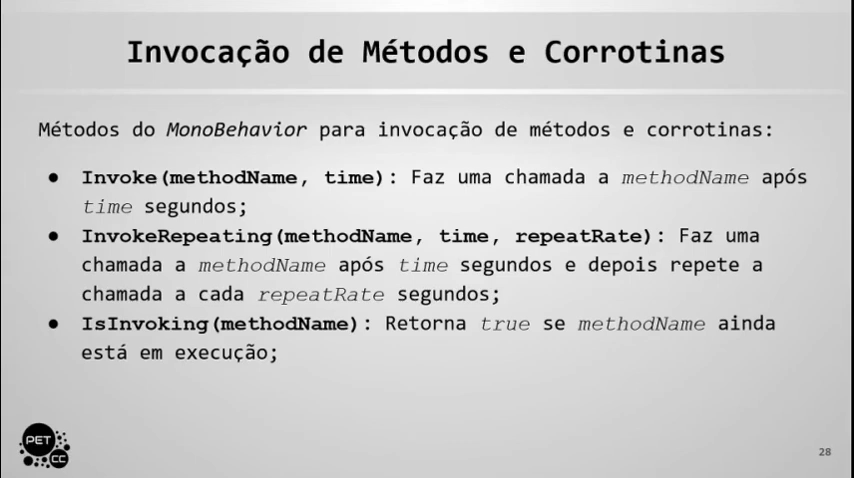 Invocação de Métodos e Corrotinas
Métodos do MonoBehavior para invocação de métodos e corrotinas:
● Invoke(methodName, time): Faz uma chamada a methodName após
time segundos;
● InvokeRepeating(methodName, time, repeatRate): Faz uma
chamada a methodName após time segundos e depois repete a
chamada a cada repeatRate segundos;
● IsInvoking(methodName): Retorna true se methodName ainda
está em execução;
PET
CC
28